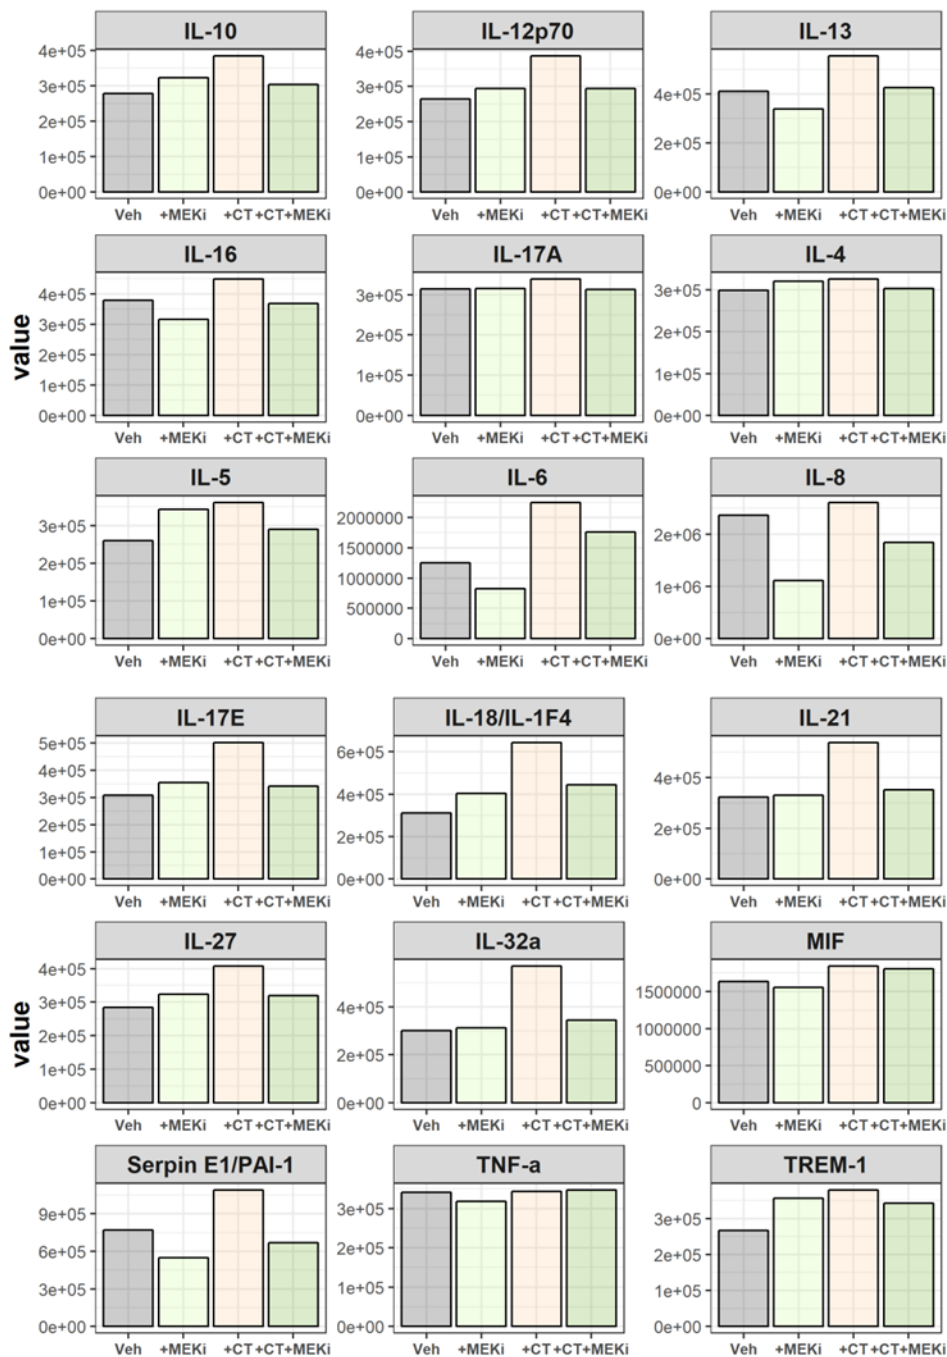 IL-10 IL-12p70 IL-13
4e+05 4e+05
3e+05 3e+05 4e+05
2e+05 2e+05 2e+05
1e+05 1e+05
0e+00 0e+00 0e+00
Veh +MEKi +CT +CT+MEKi Veh +MEKi +CT +CT+MEKi Veh +MEKi +CT +CT+MEKi
IL-16 IL-17A IL-4
value
4e+05 3e+05 3e+05
3e+05 2e+05 2e+05
2e+05 1e+05 1e+05
1e+05
0e+00 0e+00 0e+00
Veh +MEKi +CT +CT+MEKi Veh +MEKi +CT +CT+MEKi Veh +MEKi +CT +CT+MEKi
IL-5 IL-6 IL-8
3e+05 2000000 2e+06
2e+05 1500000
1e+05 1000000 1e+06
500000
0e+00 0 0e+00
Veh +MEKi +CT +CT+MEKi Veh +MEKi +CT +CT+MEKi Veh +MEKi +CT +CT+MEKi
IL-17E IL-18/IL-1F4 IL-21
5e+05 6e+05
4e+05 4e+05 4e+05
3e+05
2e+05 2e+05 2e+05
1e+05
0e+00 0e+00 0e+00
Veh +MEKi +CT +CT+MEKi Veh +MEKi +CT +CT+MEKi Veh +MEKi +CT +CT+MEKi
IL-27 IL-32a MIF
value
4e+05 4e+05 1500000
3e+05
2e+05 2e+05 1000000
1e+05 500000
0e+00 0e+00 0
Veh +MEKi +CT +CT+MEKi Veh +MEKi +CT +CT+MEKi Veh +MEKi +CT +CT+MEKi
Serpin E1/PAI-1 TNF-a TREM-1
9e+05 3e+05 3e+05
6e+05 2e+05 2e+05
3e+05 1e+05 1e+05
0e+00 0e+00 0e+00
Veh +MEKi +CT +CT+MEKi Veh +MEKi +CT +CT+MEKi Veh +MEKi +CT +CT+MEKi